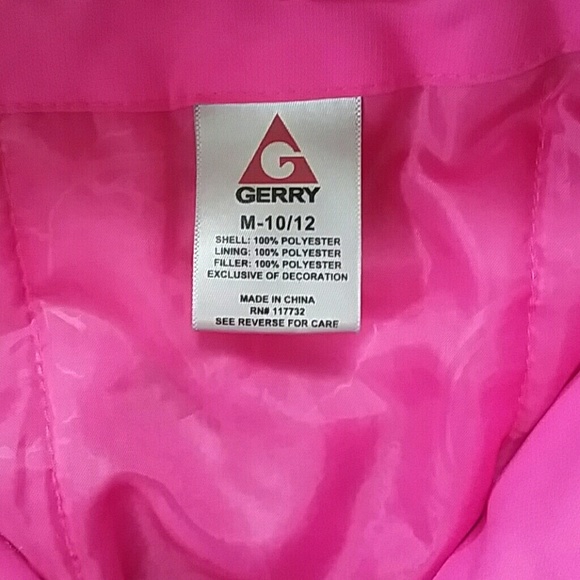 G
GERRY
M-10/12
SHELL: 100% POLYESTER
LINING: 100% POLYESTER
FILLER: 100% POLYESTER
EXCLUSIVE OF DECORATION
MADE IN CHINA
RN# 117732
SEE REVERSE FOR CARE